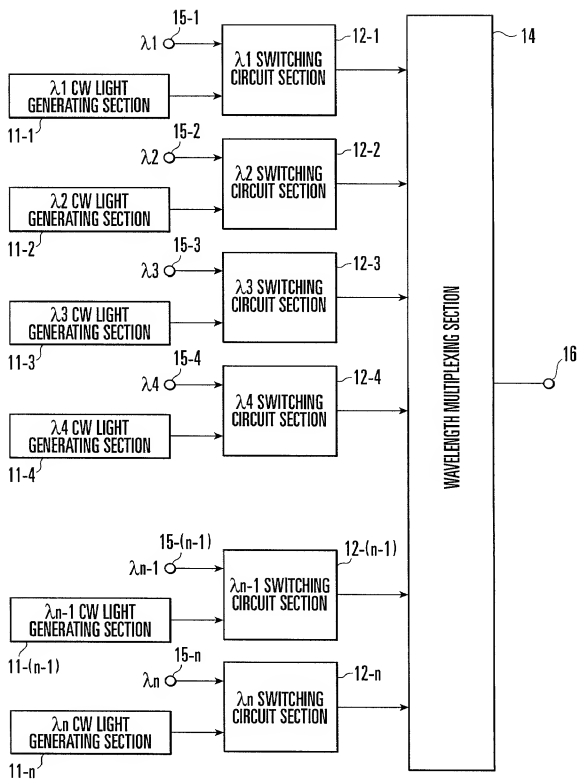 15-1
12-1
14
λ1
λ1 SWITCHING
CIRCUIT SECTION
λ1 CW LIGHT
GENERATING SECTION
11-1
15-2
12-2
λ2
λ2 SWITCHING
CIRCUIT SECTION
λ2 CW LIGHT
GENERATING SECTION
11-2
15-3
12-3
λ3
λ3 SWITCHING
CIRCUIT SECTION
λ3 CW LIGHT
GENERATING SECTION
11-3
WAVELENGTH MULTIPLEXING SECTION
16
15-4
12-4
λ4
λ4 SWITCHING
CIRCUIT SECTION
λ4 CW LIGHT
GENERATING SECTION
11-4
15-(n-1)
12-(n-1)
λn-1
λn-1 SWITCHING
CIRCUIT SECTION
λn-1 CW LIGHT
GENERATING SECTION
11-(n-1)
15-n
12-n
λn
λn SWITCHING
CIRCUIT SECTION
λn CW LIGHT
GENERATING SECTION
11-n